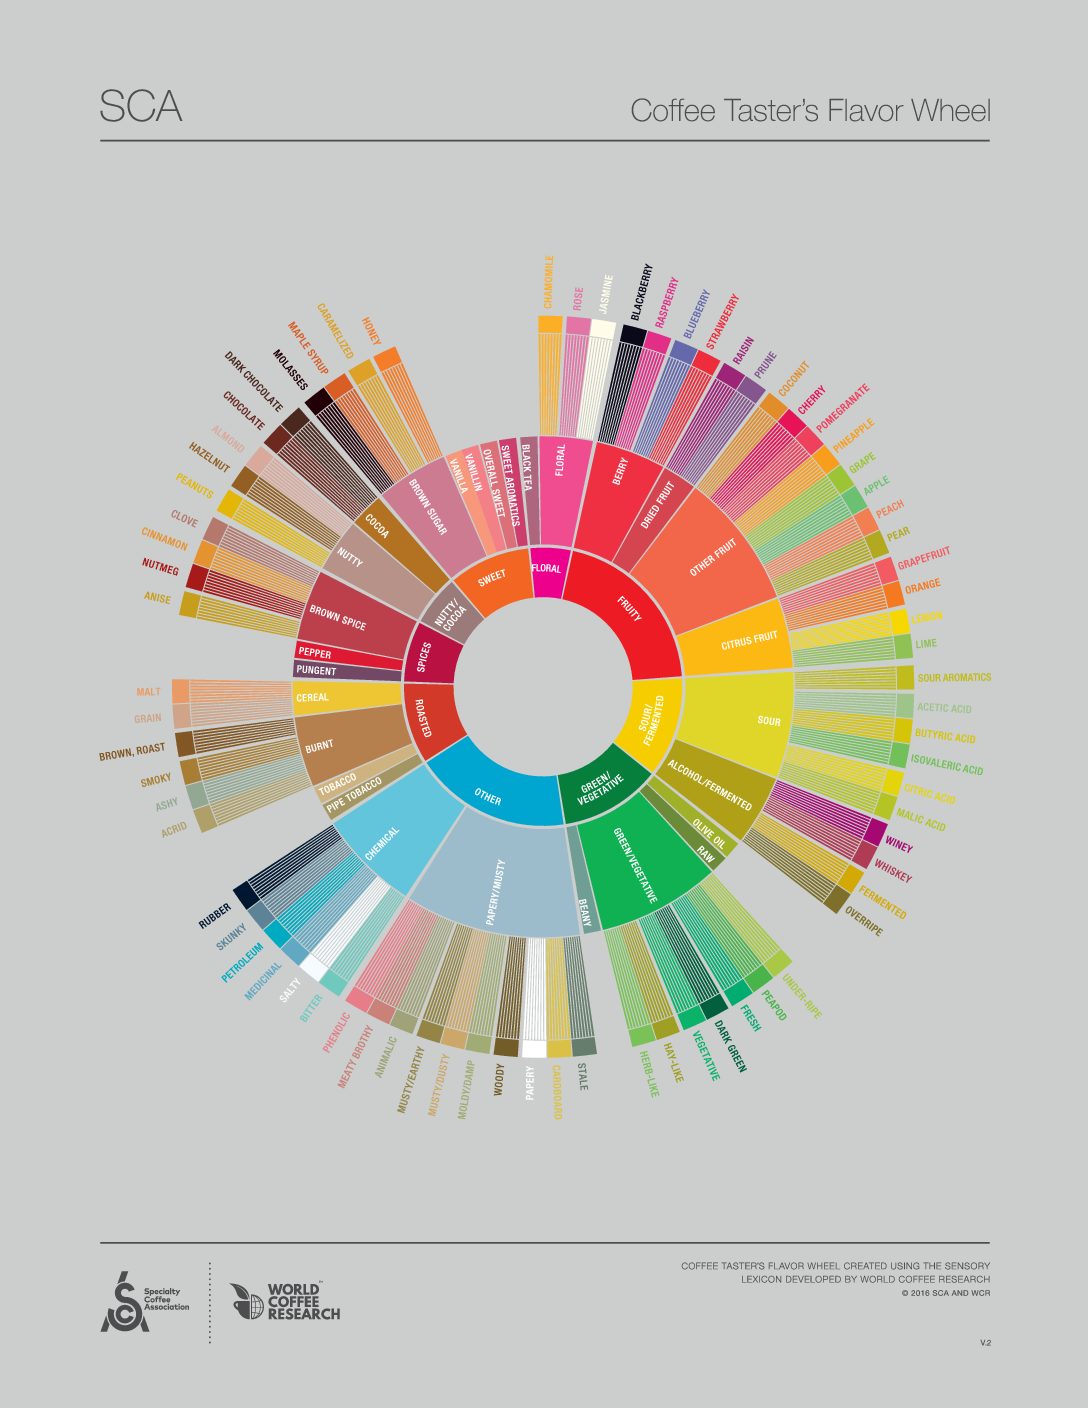 SCA
Coffee Taster's Flavor Wheel
FLORAL
FRUITY
SOUR/
FERMENTED
GREEN/
VEGETATIVE
OTHER
ROASTED
SPICES
NUTTY/
COCOA
SWEET
BLACK TEA
FLORAL
BERRY
DRIED FRUIT
OTHER FRUIT
CITRUS FRUIT
SOUR
ALCOHOL/FERMENTED
OLIVE OIL
RAW
GREEN/VEGETATIVE
BEANY
PAPERY/MUSTY
CHEMICAL
PIPE TOBACCO
TOBACCO
BURNT
CEREAL
PUNGENT
PEPPER
BROWN SPICE
NUTTY
COCOA
BROWN SUGAR
VANILLA
VANILLIN
OVERALL SWEET
SWEET AROMATICS
CHAMOMILE
ROSE
JASMINE
BLACKBERRY
RASPBERRY
BLUEBERRY
STRAWBERRY
RAISIN
PRUNE
COCONUT
CHERRY
POMEGRANATE
PINEAPPLE
GRAPE
APPLE
PEACH
PEAR
GRAPEFRUIT
ORANGE
LEMON
LIME
SOUR AROMATICS
ACETIC ACID
BUTYRIC ACID
ISOVALERIC ACID
CITRIC ACID
MALIC ACID
WINEY
WHISKEY
FERMENTED
OVERRIPE
UNDER-RIPE
PEAPOD
FRESH
DARK GREEN
VEGETATIVE
HAY-LIKE
HERB-LIKE
STALE
CARDBOARD
PAPERY
WOODY
MOLDY/DAMP
MUSTY/DUSTY
MUSTY/EARTHY
ANIMALIC
MEATY BROTHY
PHENOLIC
BITTER
SALTY
MEDICINAL
PETROLEUM
SKUNKY
RUBBER
ACRID
ASHY
SMOKY
BROWN, ROAST
GRAIN
MALT
ANISE
NUTMEG
CINNAMON
CLOVE
PEANUTS
HAZELNUT
ALMOND
CHOCOLATE
DARK CHOCOLATE
MOLASSES
MAPLE SYRUP
CARAMELIZED
HONEY
Specialty
Coffee
Association
WORLD
COFFEE
RESEARCH
COFFEE TASTER'S FLAVOR WHEEL CREATED USING THE SENSORY
LEXICON DEVELOPED BY WORLD COFFEE RESEARCH
© 2016 SCA AND WCR
V.2